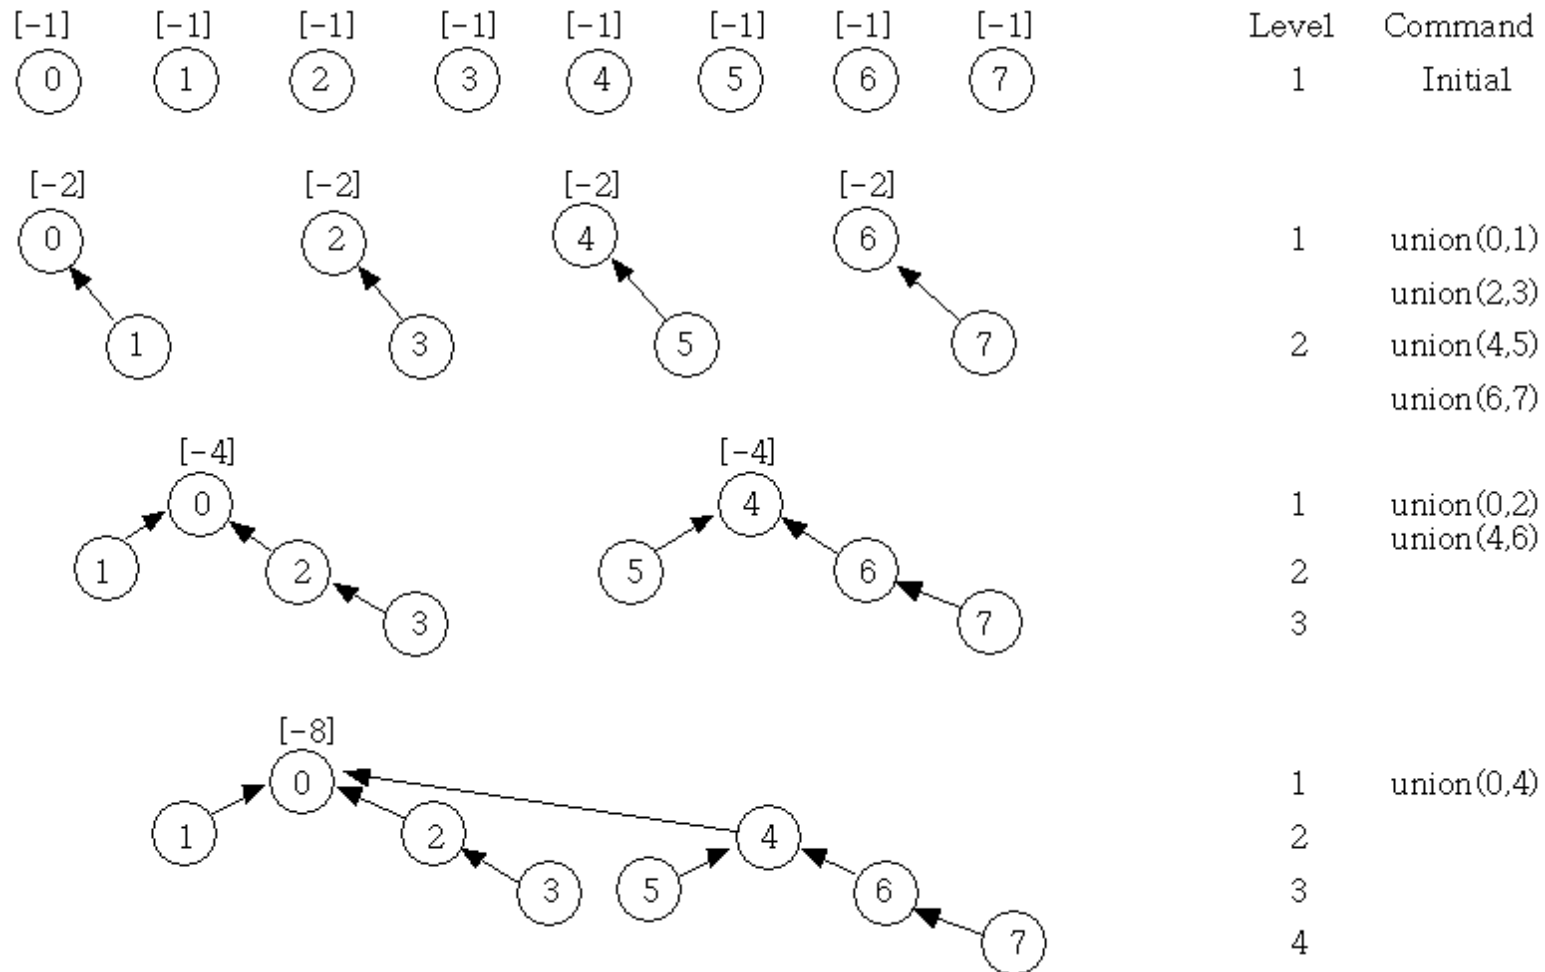 [-1] [-1] [-1] [-1] [-1] [-1] [-1] [-1] Level Command
0 1 2 3 4 5 6 7 1 Initial
[-2] [-2] [-2] [-2]
0 2 4 6 1 union(0,1)
union(2,3)
1 3 5 7 2 union(4,5)
union(6,7)
[-4] [-4]
0 4 1 union(0,2)
union(4,6)
1 2 5 6 2
3 7 3
[-8]
0 1 union(0,4)
1 2 4 2
3 5 6 3
7 4